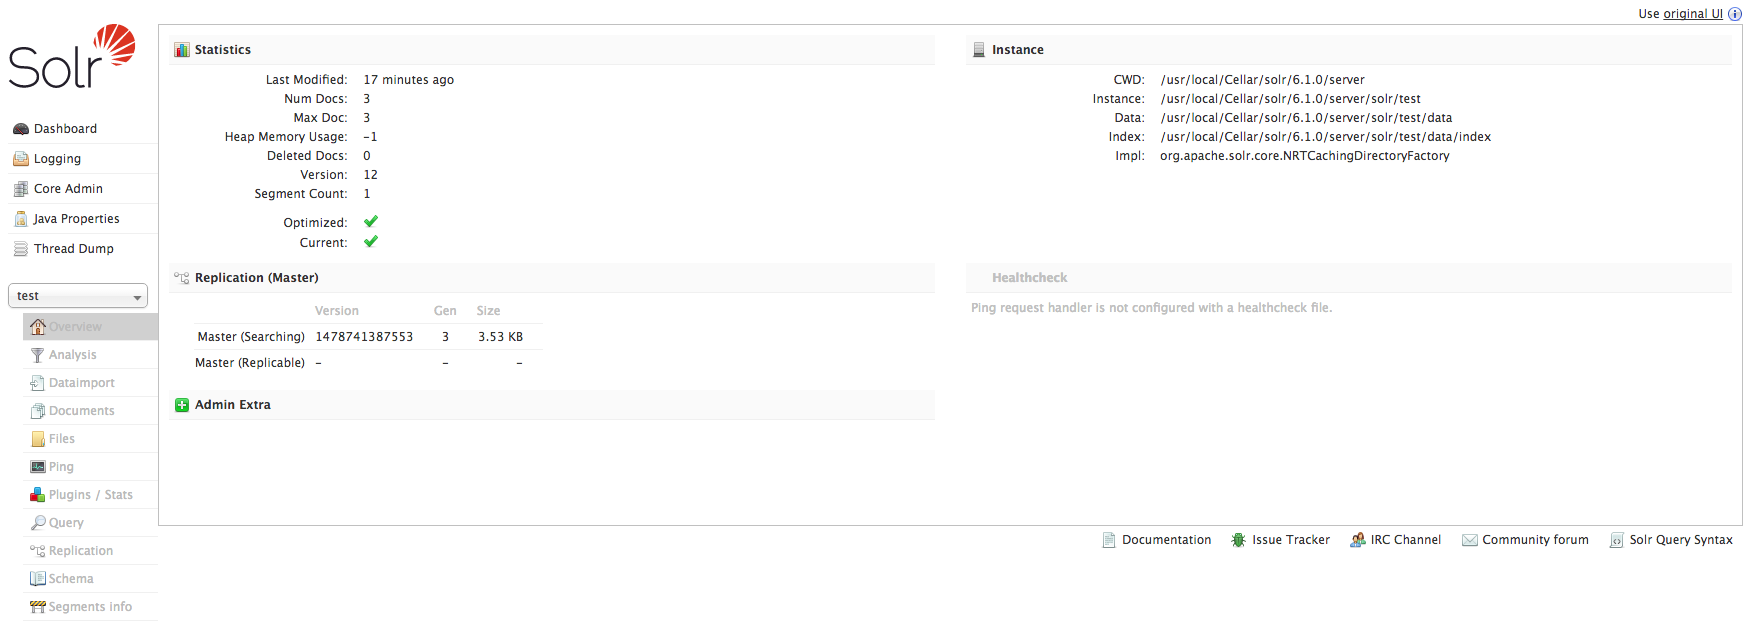 Use original UI
Solr
Dashboard
Logging
Core Admin
Java Properties
Thread Dump
test
Overview
Analysis
Dataimport
Documents
Files
Ping
Plugins / Stats
Query
Replication
Schema
Segments info
Statistics
Last Modified: 17 minutes ago
Num Docs: 3
Max Doc: 3
Heap Memory Usage: -1
Deleted Docs: 0
Version: 12
Segment Count: 1
Optimized:
Current:
Instance
CWD: /usr/local/Cellar/solr/6.1.0/server
Instance: /usr/local/Cellar/solr/6.1.0/server/solr/test
Data: /usr/local/Cellar/solr/6.1.0/server/solr/test/data
Index: /usr/local/Cellar/solr/6.1.0/server/solr/test/data/index
Impl: org.apache.solr.core.NRTCachingDirectoryFactory
Replication (Master)
Version Gen Size
Master (Searching) 1478741387553 3 3.53 KB
Master (Replicable) – – –
Healthcheck
Ping request handler is not configured with a healthcheck file.
Admin Extra
Documentation Issue Tracker IRC Channel Community forum Solr Query Syntax